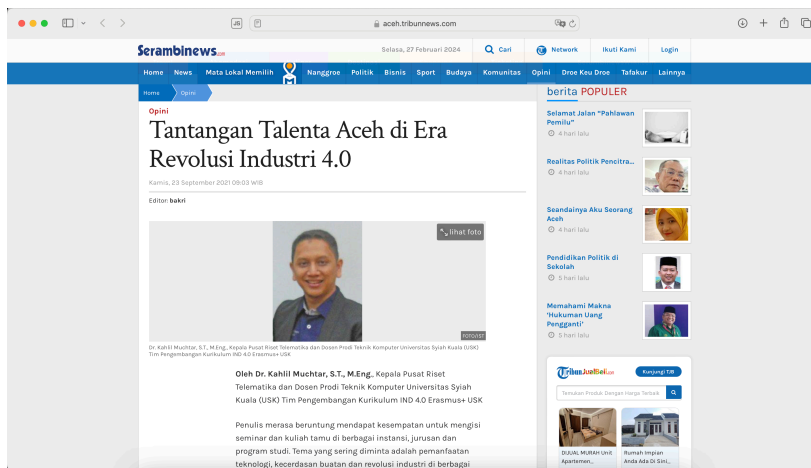 aceh.tribunnews.com
Serambinews.com
Selasa, 27 Februari 2024
Cari
Network
Ikuti Kami
Login
Home News Mata Lokal Memilih Nanggroe Politik Bisnis Sport Budaya Komunitas Opini Droe Keu Droe Tafakur Lainnya
Home Opini
Opini
Tantangan Talenta Aceh di Era
Revolusi Industri 4.0
Kamis, 23 September 2021 09:03 WIB
Editor: bakri
lihat foto
FOTO/IST
Dr. Kahlil Muchtar, S.T., M.Eng., Kepala Pusat Riset Telematika dan Dosen Prodi Teknik Komputer Universitas Syiah Kuala (USK)
Tim Pengembangan Kurikulum IND 4.0 Erasmus+ USK
Oleh Dr. Kahlil Muchtar, S.T., M.Eng., Kepala Pusat Riset
Telematika dan Dosen Prodi Teknik Komputer Universitas Syiah
Kuala (USK) Tim Pengembangan Kurikulum IND 4.0 Erasmus+ USK
Penulis merasa beruntung mendapat kesempatan untuk mengisi
seminar dan kuliah tamu di berbagai instansi, jurusan dan
program studi. Tema yang sering diminta adalah pemanfaatan
teknologi, kecerdasan buatan dan revolusi industri di berbagai
berita POPULER
Selamat Jalan "Pahlawan
Pemilu"
4 hari lalu
Realitas Politik Pencitra...
4 hari lalu
Seandainya Aku Seorang
Aceh
4 hari lalu
Pendidikan Politik di
Sekolah
5 hari lalu
Memahami Makna
'Hukuman Uang
Pengganti'
5 hari lalu
TribunJualBeli.com
Kunjungi TJB
Temukan Produk Dengan Harga Terbaik
DIJUAL MURAH Unit
Apartemen_
Rumah Impian
Anda Ada Di Sini_